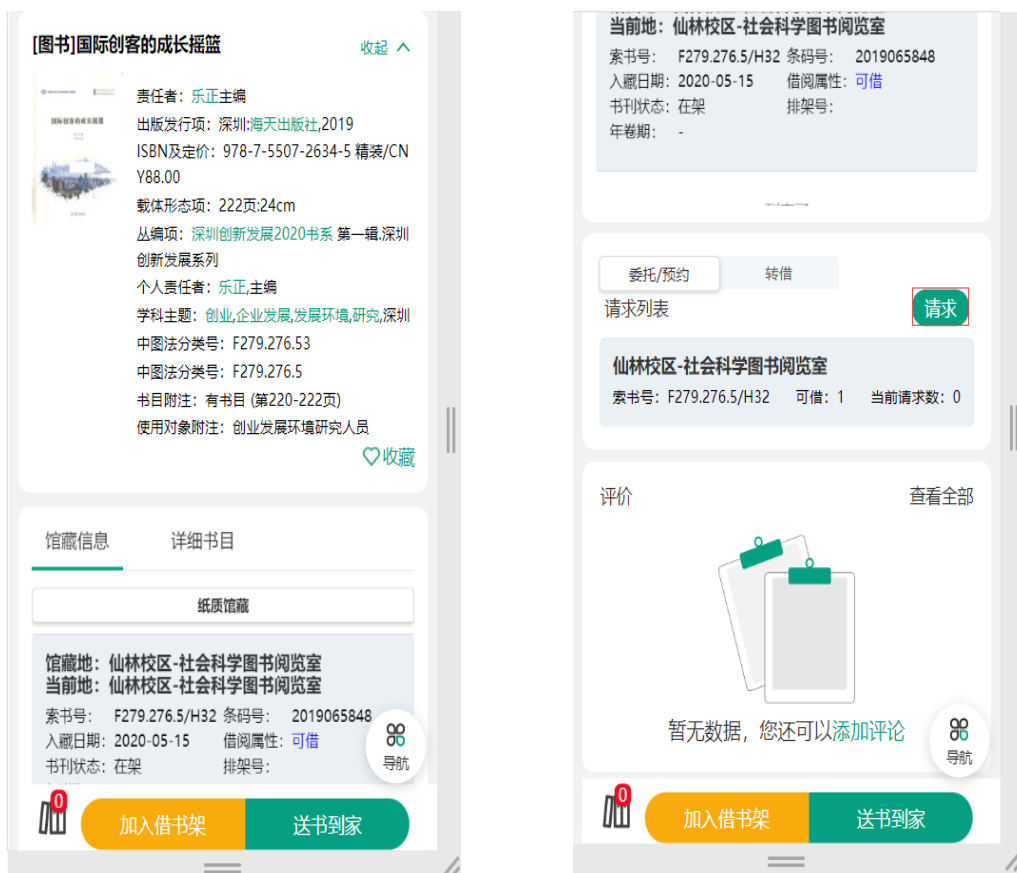 [图书]国际创客的成长摇篮
收起
国际创客的成长摇篮
责任者：乐正主编
出版发行项：深圳:海天出版社,2019
ISBN及定价：978-7-5507-2634-5 精装/CN
Y88.00
载体形态项：222页:24cm
丛编项：深圳创新发展2020书系 第一辑.深圳
创新发展系列
个人责任者：乐正,主编
学科主题：创业,企业发展,发展环境,研究,深圳
中图法分类号：F279.276.53
中图法分类号：F279.276.5
书目附注：有书目 (第220-222页)
使用对象附注：创业发展环境研究人员
收藏
馆藏信息 详细书目
纸质馆藏
馆藏地：仙林校区-社会科学图书阅览室
当前地：仙林校区-社会科学图书阅览室
索书号： F279.276.5/H32 条码号： 2019065848
入藏日期：2020-05-15 借阅属性：可借
书刊状态：在架 排架号：
导航
0
加入借书架 送书到家
当前地：仙林校区-社会科学图书阅览室
索书号： F279.276.5/H32 条码号： 2019065848
入藏日期：2020-05-15 借阅属性：可借
书刊状态：在架 排架号：
年卷期： -
委托/预约 转借
请求列表 请求
仙林校区-社会科学图书阅览室
索书号：F279.276.5/H32 可借：1 当前请求数：0
评价 查看全部
暂无数据，您还可以添加评论
导航
0
加入借书架 送书到家